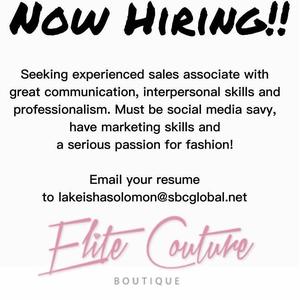 Now Hiring!!
Seeking experienced sales associate with
great communication, interpersonal skills and
professionalism. Must be social media savy,
have marketing skills and
a serious passion for fashion!
Email your resume
to lakeishasolomon@sbcglobal.net
Elite Couture
BOUTIQUE